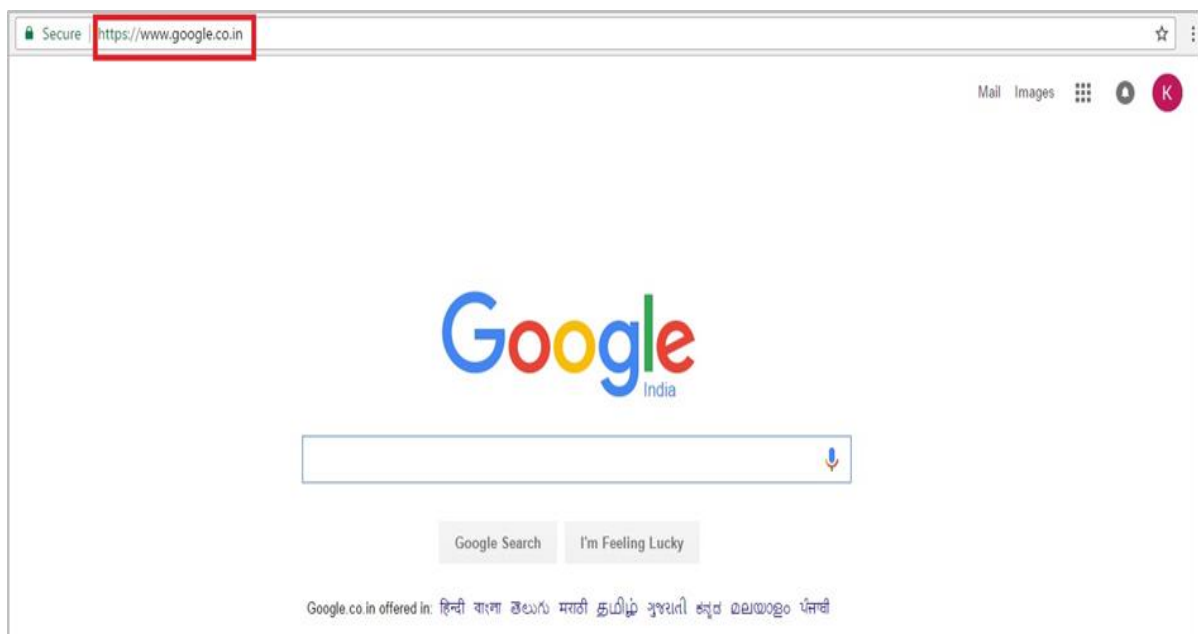 Secure https://www.google.co.in
Mail Images K
Google
India
Google Search I'm Feeling Lucky
Google.co.in offered in: हिन्दी বাংলা తెలుగు मराठी தமிழ் ગુજરાતી ಕನ್ನಡ മലയാളം ਪੰਜਾਬੀ